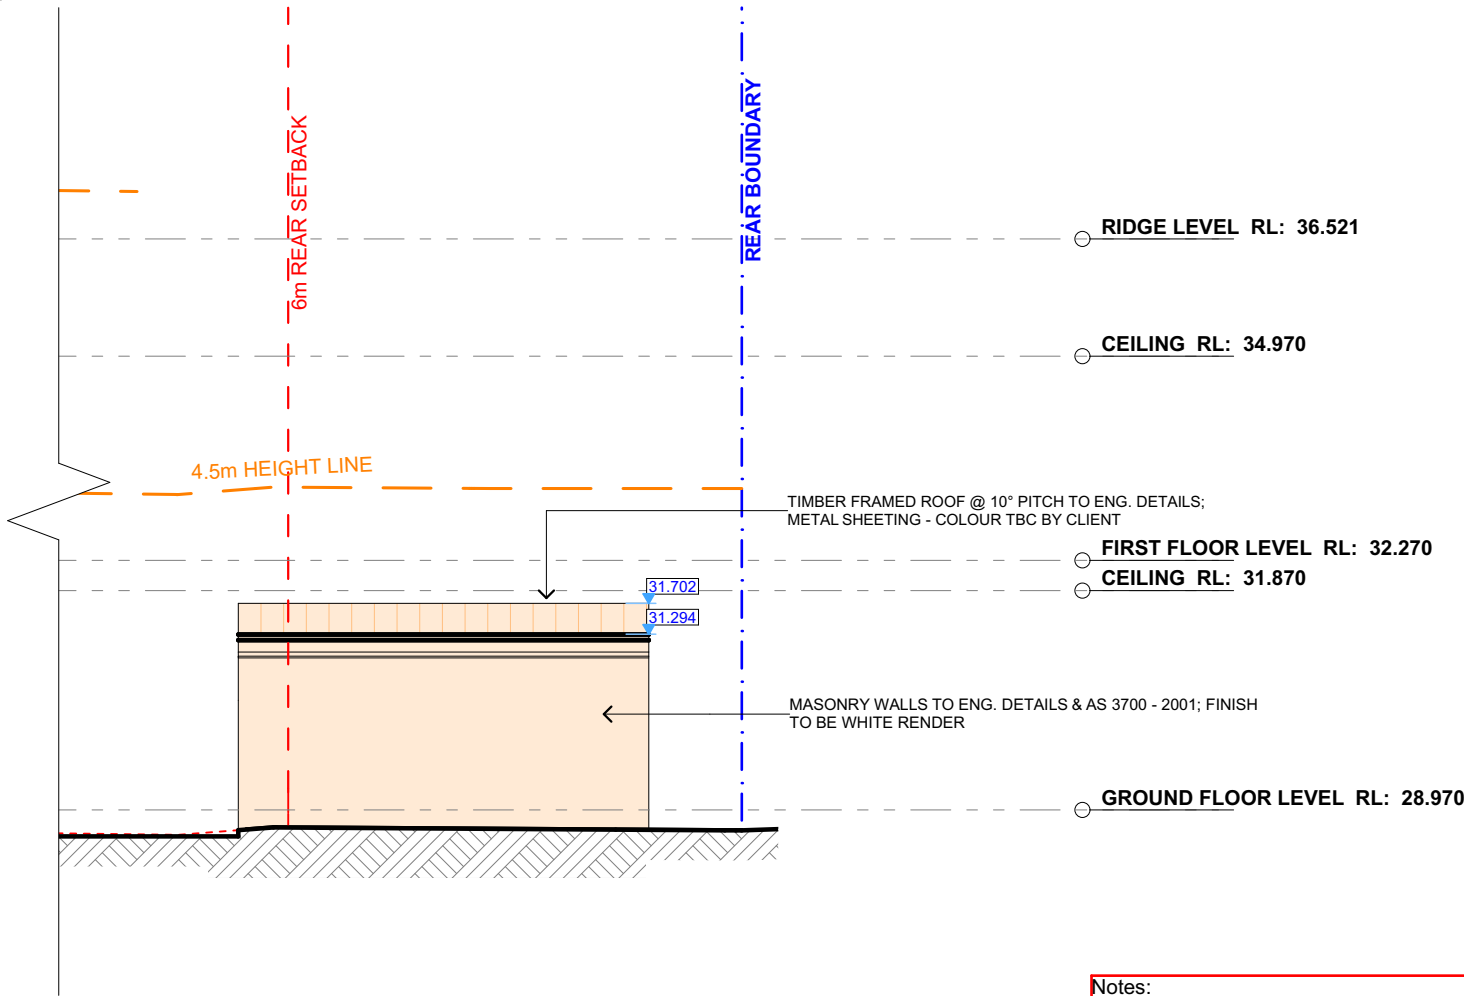 6m REAR SETBACK
REAR BOUNDARY
RIDGE LEVEL RL: 36.521
CEILING RL: 34.970
4.5m HEIGHT LINE
TIMBER FRAMED ROOF @ 10° PITCH TO ENG. DETAILS;
METAL SHEETING - COLOUR TBC BY CLIENT
FIRST FLOOR LEVEL RL: 32.270
CEILING RL: 31.870
31.702
31.294
MASONRY WALLS TO ENG. DETAILS & AS 3700 - 2001; FINISH
TO BE WHITE RENDER
GROUND FLOOR LEVEL RL: 28.970
Notes: